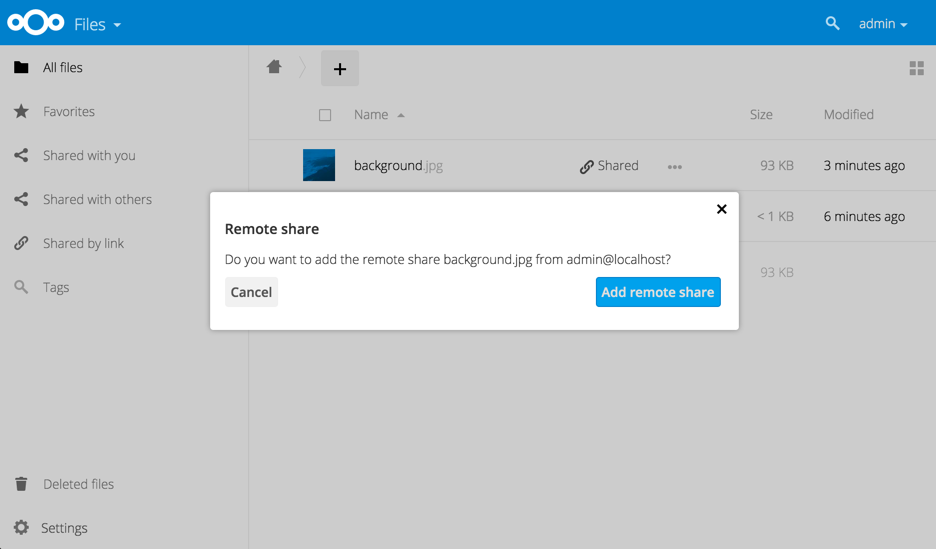 Files
admin
All files
Favorites
Shared with you
Shared with others
Shared by link
Tags
Deleted files
Settings
+
Name
Size
Modified
background.jpg
Shared
93 KB
3 minutes ago
< 1 KB
6 minutes ago
93 KB
Remote share
Do you want to add the remote share background.jpg from admin@localhost?
Cancel
Add remote share